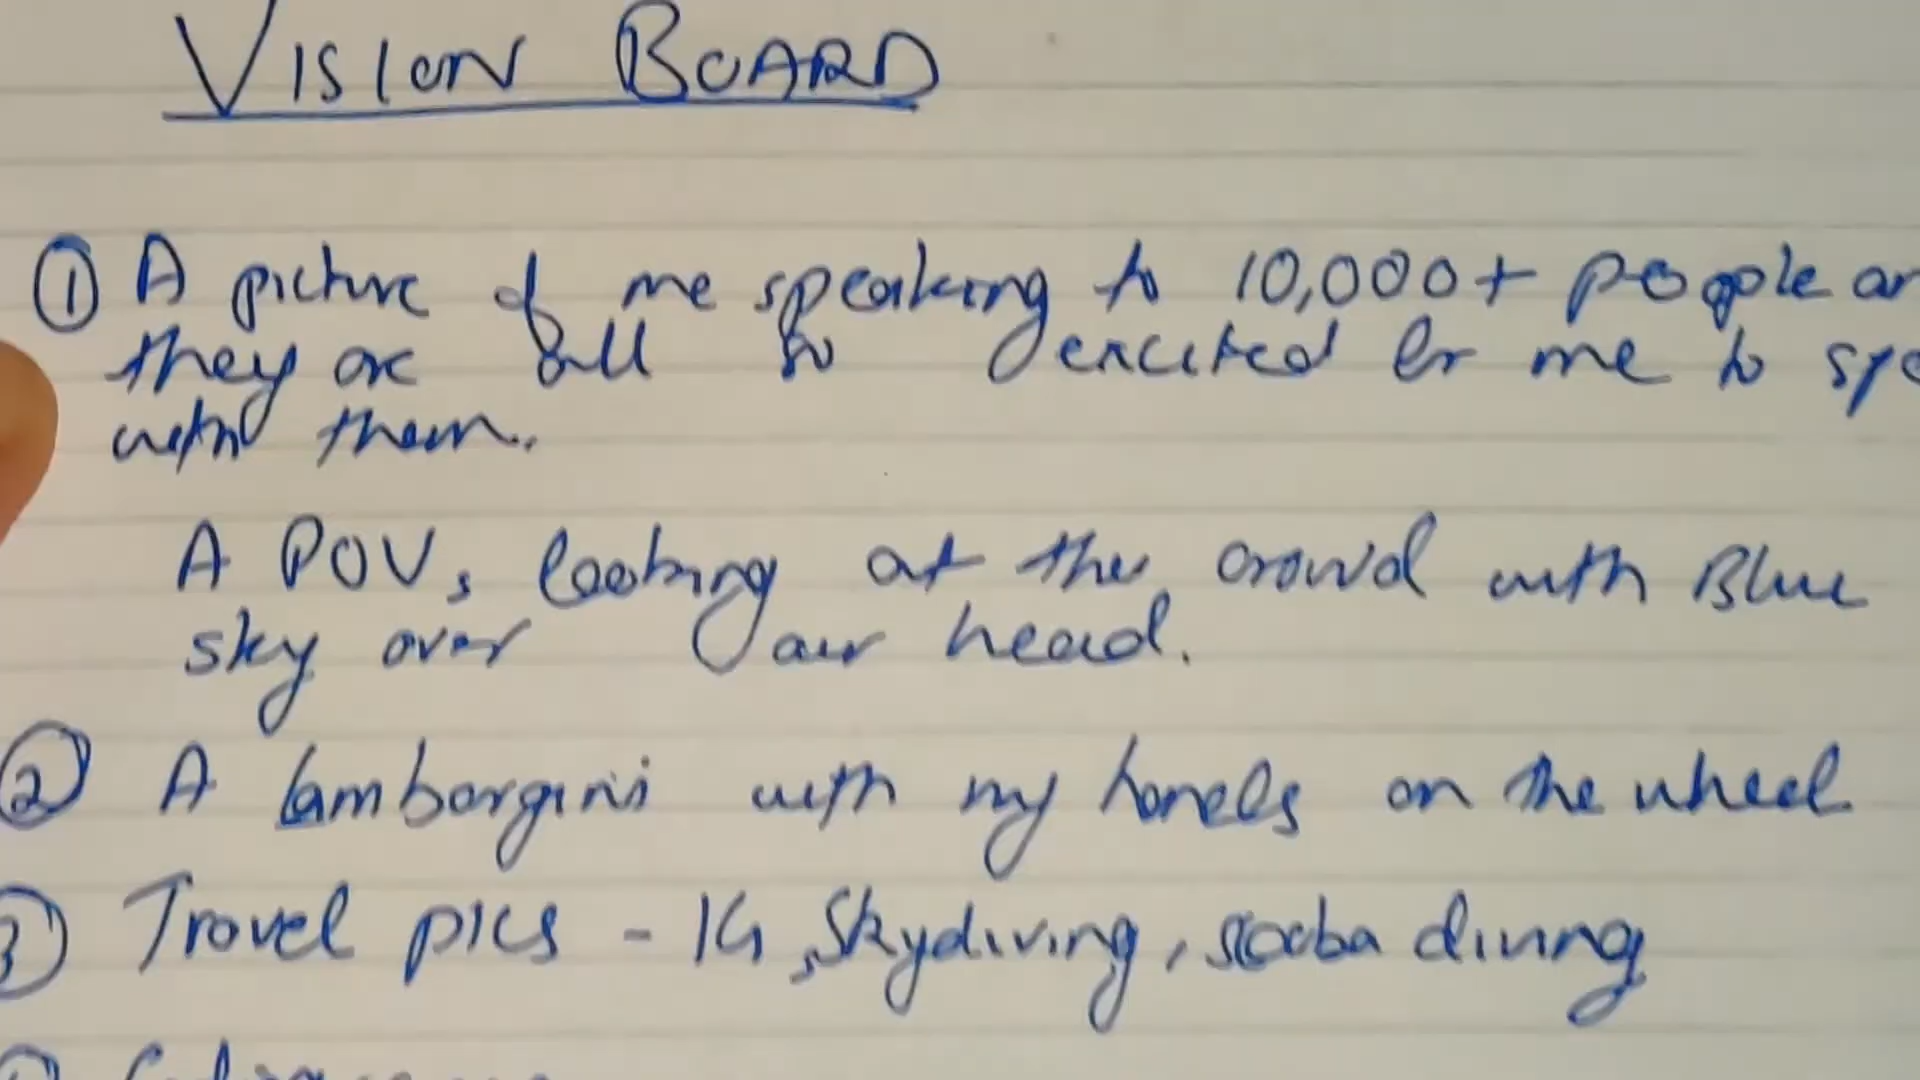 VISION BOARD
① A picture of me speaking to 10,000+ people
they are all so excited for me to
with them.
A POV, looking at the crowd with Blue
sky over our head.
② A lamborgini with my hands on the wheel
3 Travel pics - IG, Skydiving, scuba diving